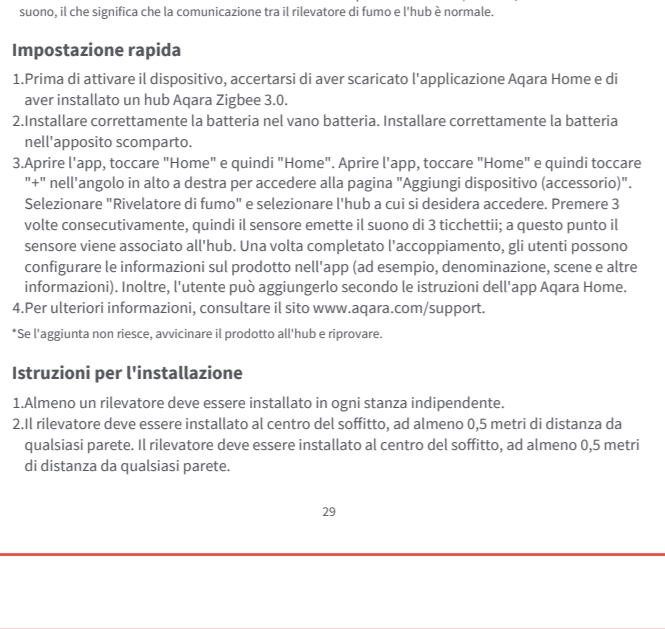 suono, il che significa che la comunicazione tra il rilevatore di fumo e l'hub è normale.
Impostazione rapida
1.Prima di attivare il dispositivo, accertarsi di aver scaricato l'applicazione Aqara Home e di
aver installato un hub Aqara Zigbee 3.0.
2.Installare correttamente la batteria nel vano batteria. Installare correttamente la batteria
nell'apposito scomparto.
3.Aprire l'app, toccare "Home" e quindi "Home". Aprire l'app, toccare "Home" e quindi toccare
"+" nell'angolo in alto a destra per accedere alla pagina "Aggiungi dispositivo (accessorio)".
Selezionare "Rivelatore di fumo" e selezionare l'hub a cui si desidera accedere. Premere 3
volte consecutivamente, quindi il sensore emette il suono di 3 ticchettii; a questo punto il
sensore viene associato all'hub. Una volta completato l'accoppiamento, gli utenti possono
configurare le informazioni sul prodotto nell'app (ad esempio, denominazione, scene e altre
informazioni). Inoltre, l'utente può aggiungerlo secondo le istruzioni dell'app Aqara Home.
4.Per ulteriori informazioni, consultare il sito www.aqara.com/support.
*Se l'aggiunta non riesce, avvicinare il prodotto all'hub e riprovare.
Istruzioni per l'installazione
1.Almeno un rilevatore deve essere installato in ogni stanza indipendente.
2.Il rilevatore deve essere installato al centro del soffitto, ad almeno 0,5 metri di distanza da
qualsiasi parete. Il rilevatore deve essere installato al centro del soffitto, ad almeno 0,5 metri
di distanza da qualsiasi parete.
29